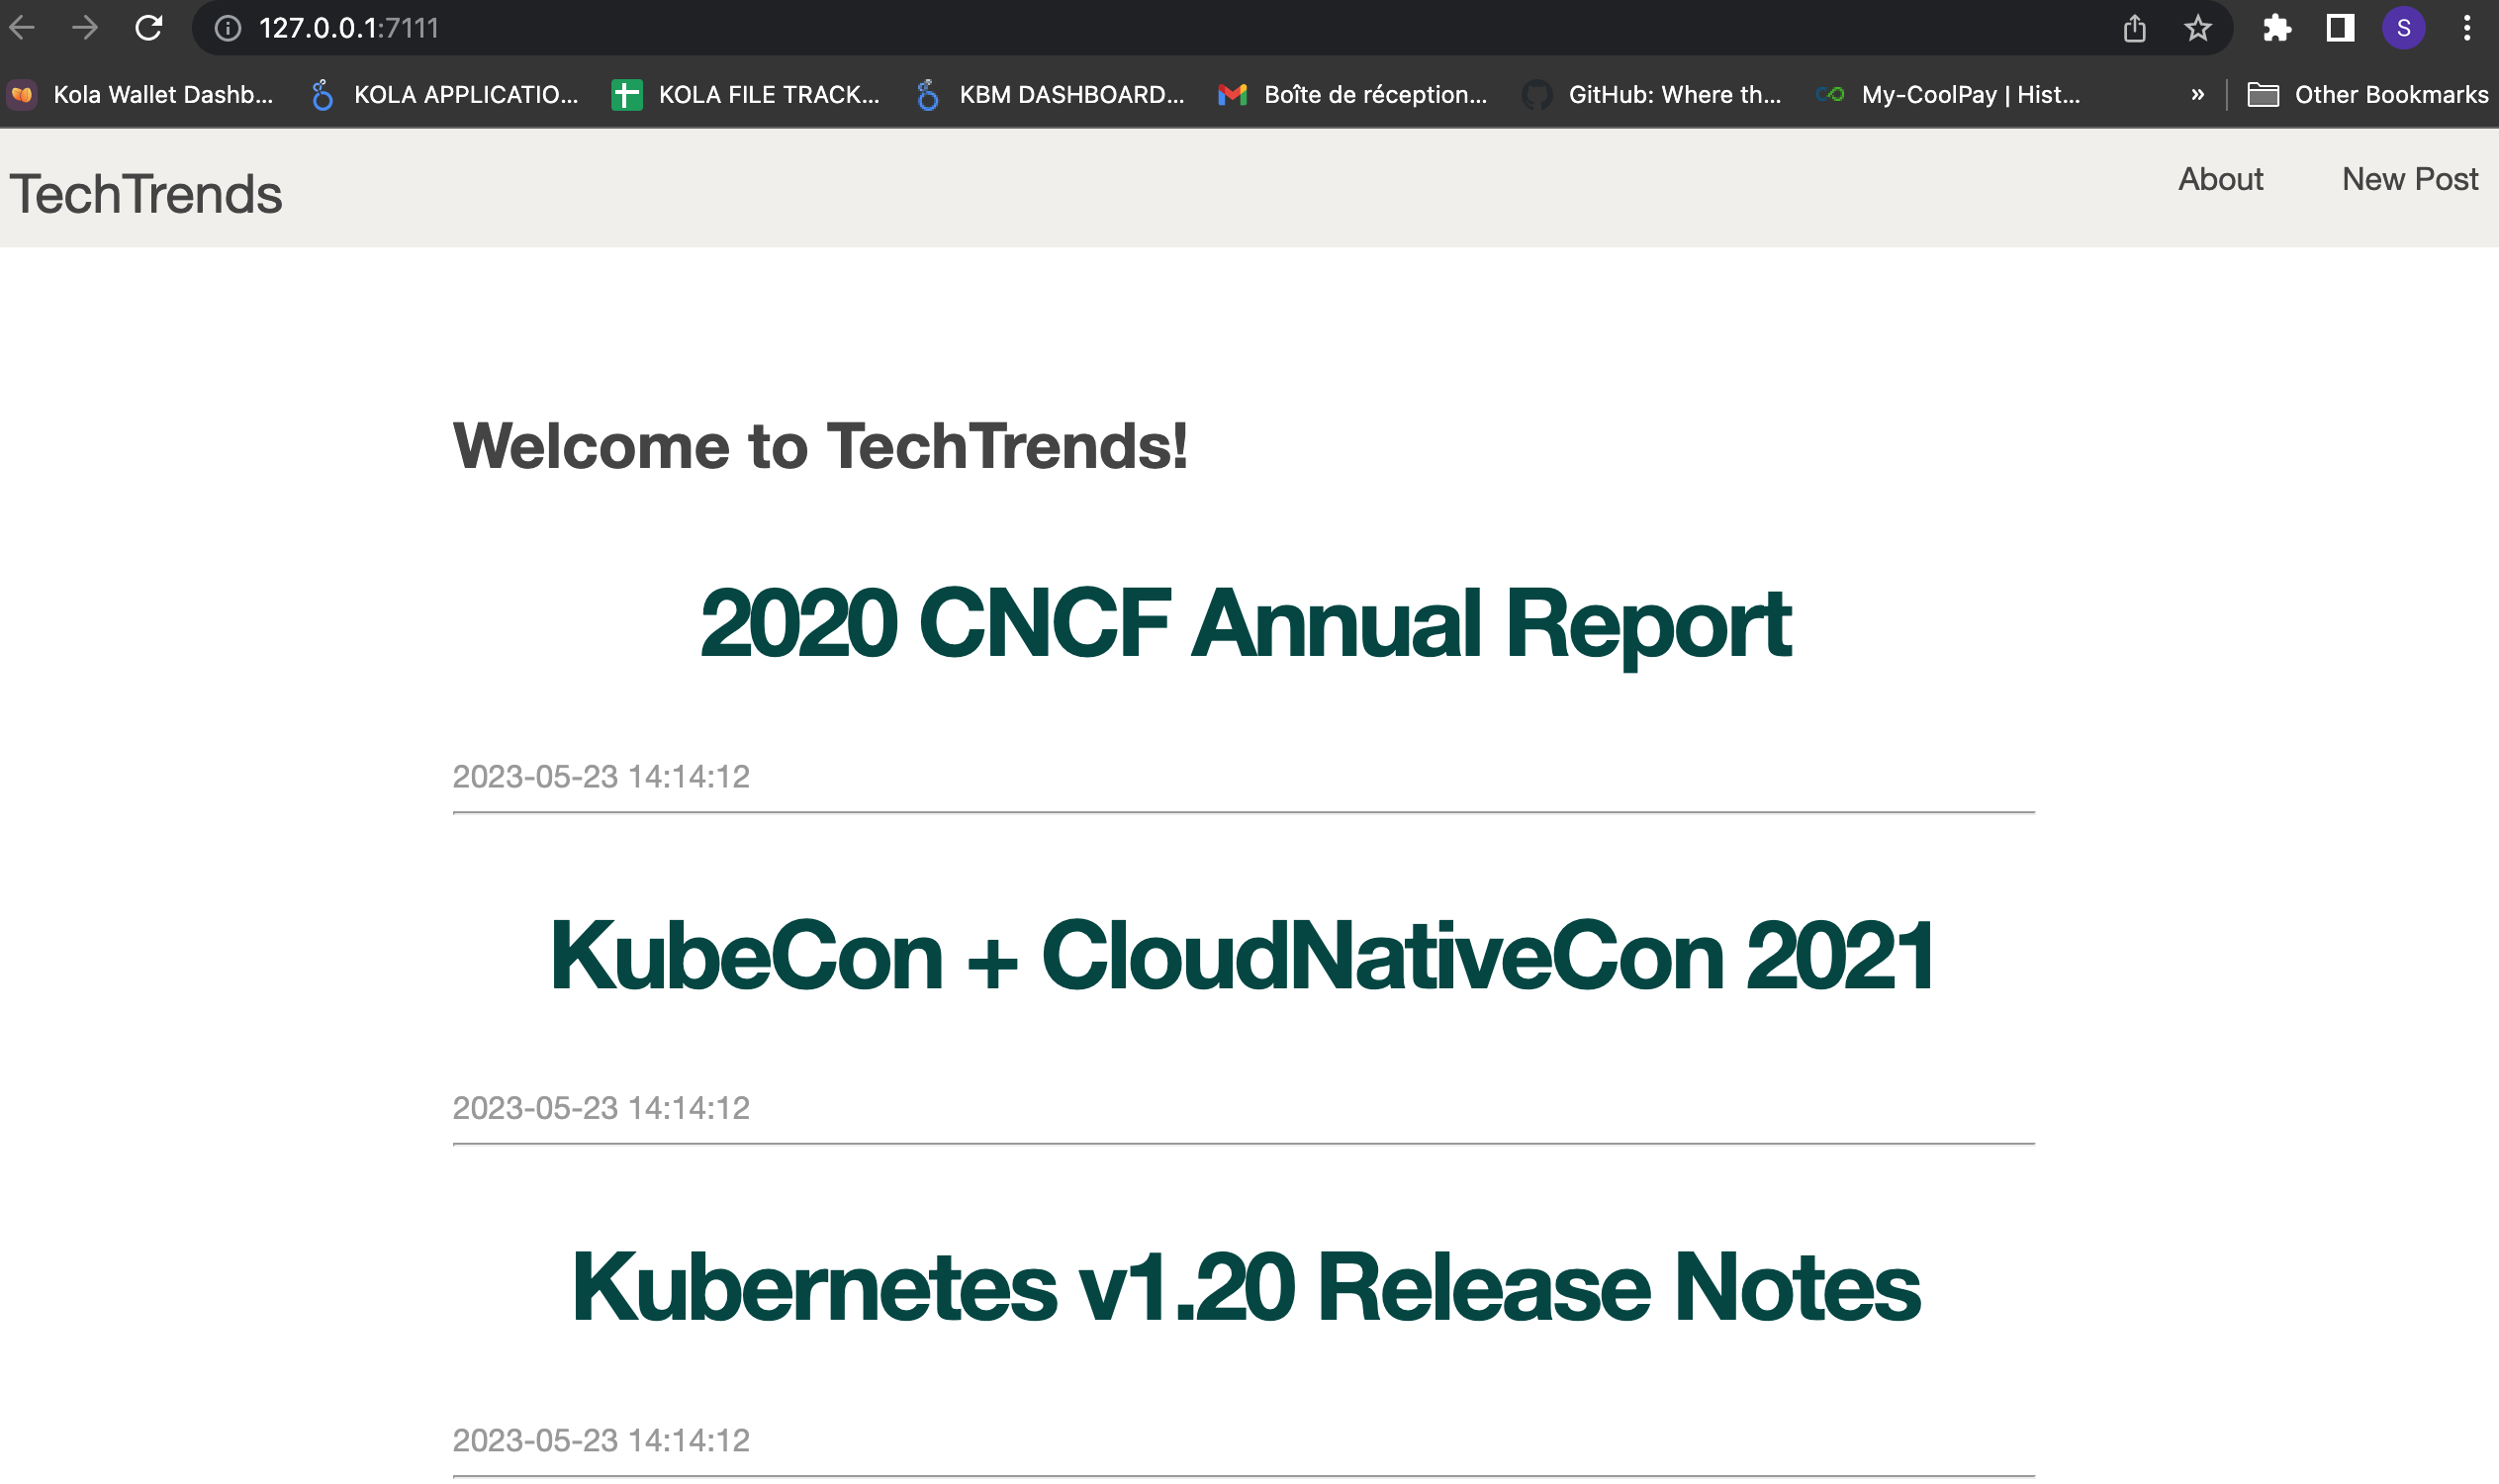 127.0.0.1:7111
S
Kola Wallet Dashb... KOLA APPLICATIO... KOLA FILE TRACK... KBM DASHBOARD... Boîte de réception... GitHub: Where th... My-CoolPay | Hist... » Other Bookmarks
TechTrends About New Post
Welcome to TechTrends!
2020 CNCF Annual Report
2023-05-23 14:14:12
KubeCon + CloudNativeCon 2021
2023-05-23 14:14:12
Kubernetes v1.20 Release Notes
2023-05-23 14:14:12